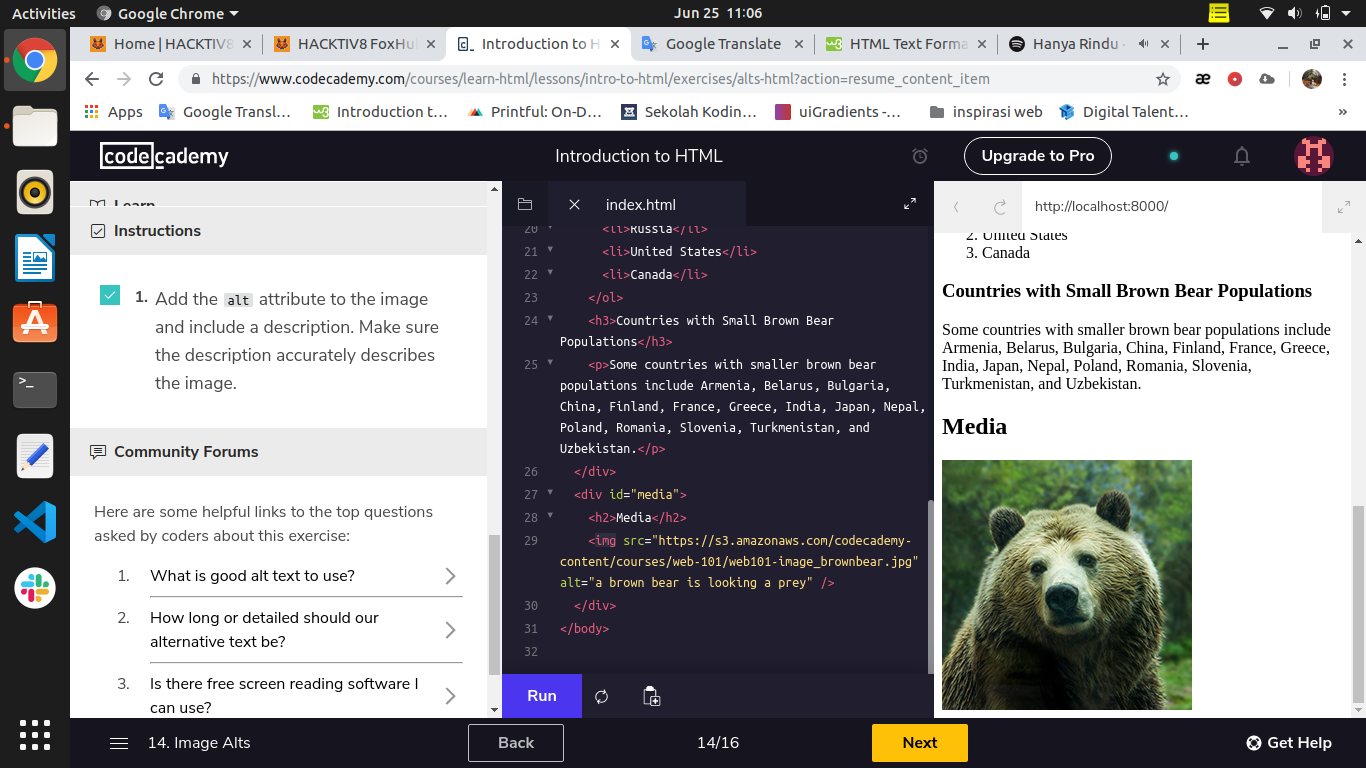 Activities
Google Chrome
Jun 25 11:06
Home | HACKTIV8
HACKTIV8 FoxHu
Introduction to H
Google Translate
HTML Text Forma
Hanya Rindu -
https://www.codecademy.com/courses/learn-html/lessons/intro-to-html/exercises/alts-html?action=resume_content_item
Apps
Google Transl...
Introduction t...
Printful: On-D...
Sekolah Kodin...
uiGradients -...
inspirasi web
Digital Talent...
»
codecademy
Introduction to HTML
Upgrade to Pro
Learn
Instructions
1. Add the alt attribute to the image
and include a description. Make sure
the description accurately describes
the image.
Community Forums
Here are some helpful links to the top questions
asked by coders about this exercise:
1. What is good alt text to use?
2. How long or detailed should our
alternative text be?
3. Is there free screen reading software I
can use?
index.html
20 <li>Russia</li>
21 <li>United States</li>
22 <li>Canada</li>
23 </ol>
24 <h3>Countries with Small Brown Bear
Populations</h3>
25 <p>Some countries with smaller brown bear
populations include Armenia, Belarus, Bulgaria,
China, Finland, France, Greece, India, Japan, Nepal,
Poland, Romania, Slovenia, Turkmenistan, and
Uzbekistan.</p>
26 </div>
27 <div id="media">
28 <h2>Media</h2>
29 <img src="https://s3.amazonaws.com/codecademy-
content/courses/web-101/web101-image_brownbear.jpg"
alt="a brown bear is looking a prey" />
30 </div>
31 </body>
32
Run
http://localhost:8000/
2. United States
3. Canada
Countries with Small Brown Bear Populations
Some countries with smaller brown bear populations include
Armenia, Belarus, Bulgaria, China, Finland, France, Greece,
India, Japan, Nepal, Poland, Romania, Slovenia,
Turkmenistan, and Uzbekistan.
Media
14. Image Alts
Back
14/16
Next
Get Help